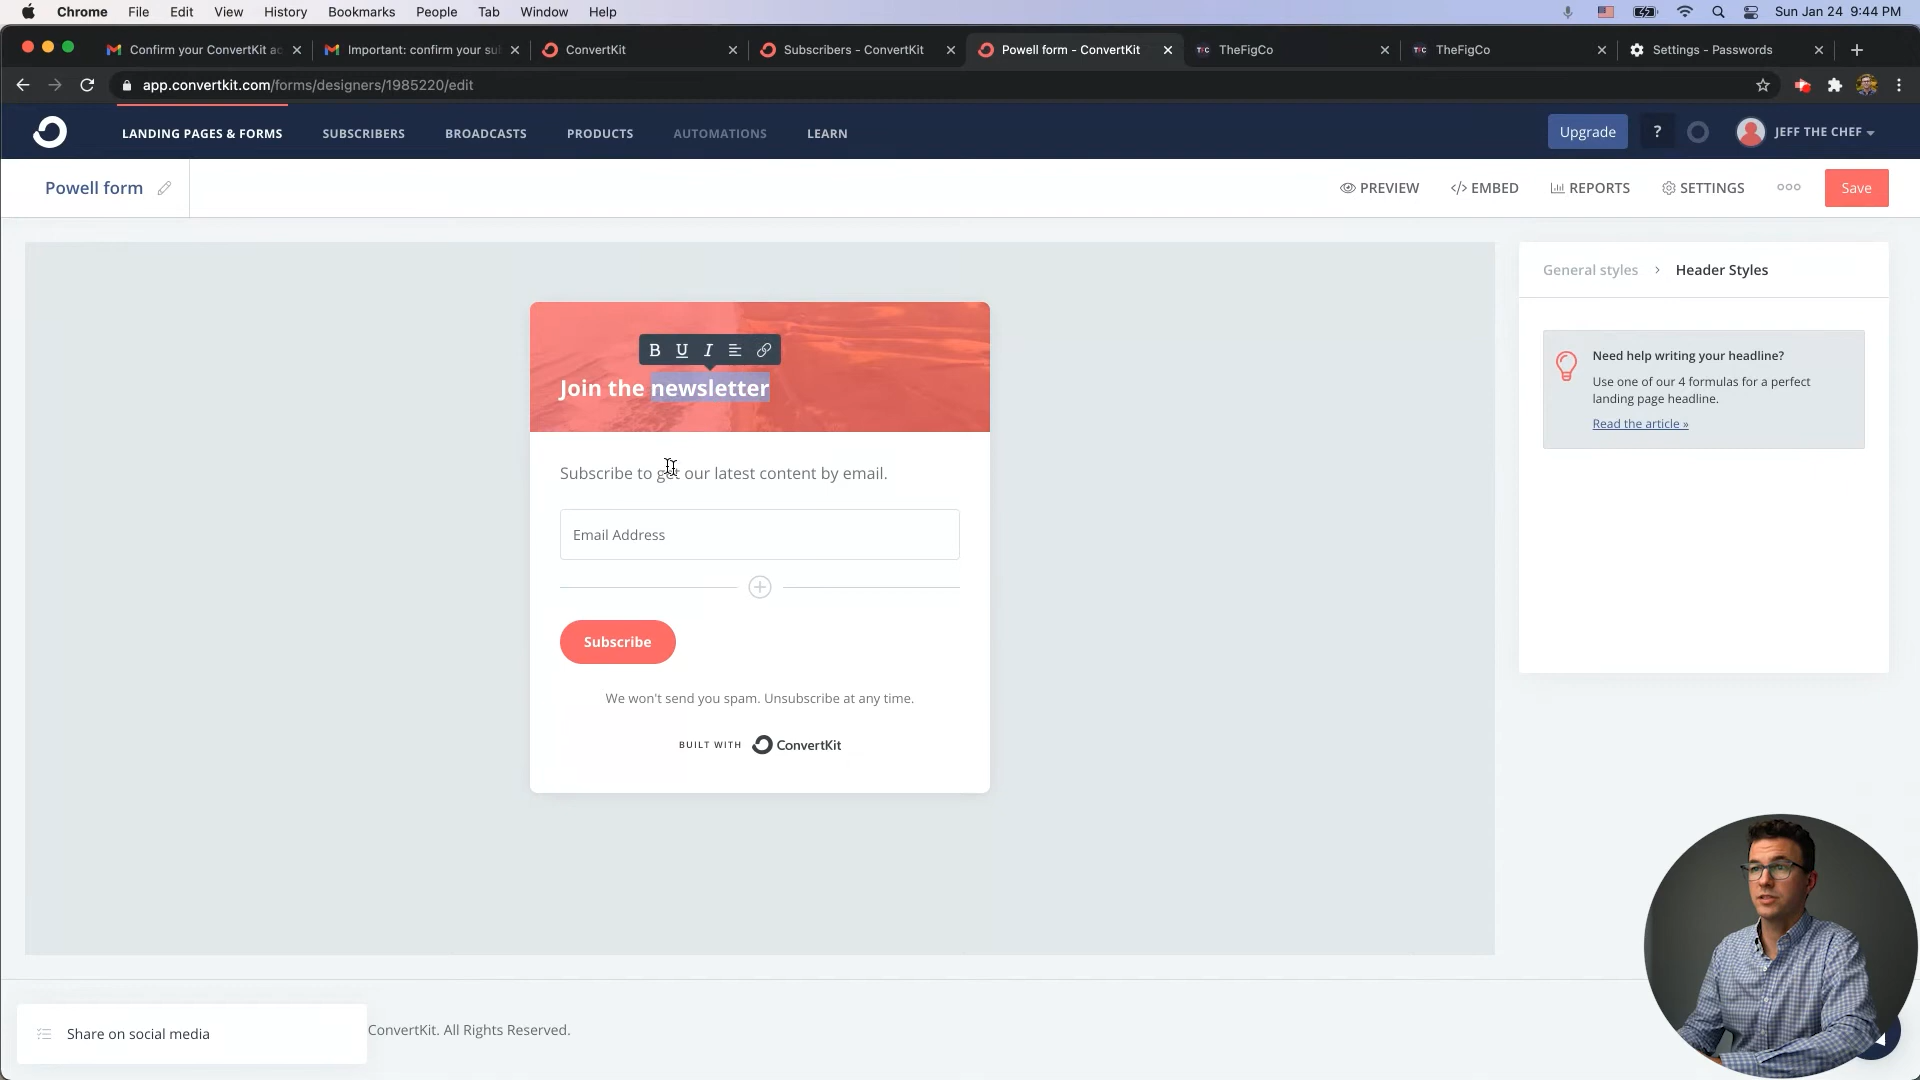 Chrome File Edit View History Bookmarks People Tab Window Help Sun Jan 24 9:44 PM
Confirm your ConvertKit ac Important: confirm your su ConvertKit Subscribers - ConvertKit Powell form - ConvertKit TFC TheFigCo TFC TheFigCo Settings - Passwords
app.convertkit.com/forms/designers/1985220/edit
LANDING PAGES & FORMS SUBSCRIBERS BROADCASTS PRODUCTS AUTOMATIONS LEARN Upgrade ? JEFF THE CHEF
Powell form PREVIEW </> EMBED REPORTS SETTINGS Save
General styles > Header Styles
B U I
Join the newsletter
Need help writing your headline?
Use one of our 4 formulas for a perfect
landing page headline.
Read the article »
Subscribe to get our latest content by email.
Email Address
Subscribe
We won't send you spam. Unsubscribe at any time.
BUILT WITH ConvertKit
Share on social media
ConvertKit. All Rights Reserved.